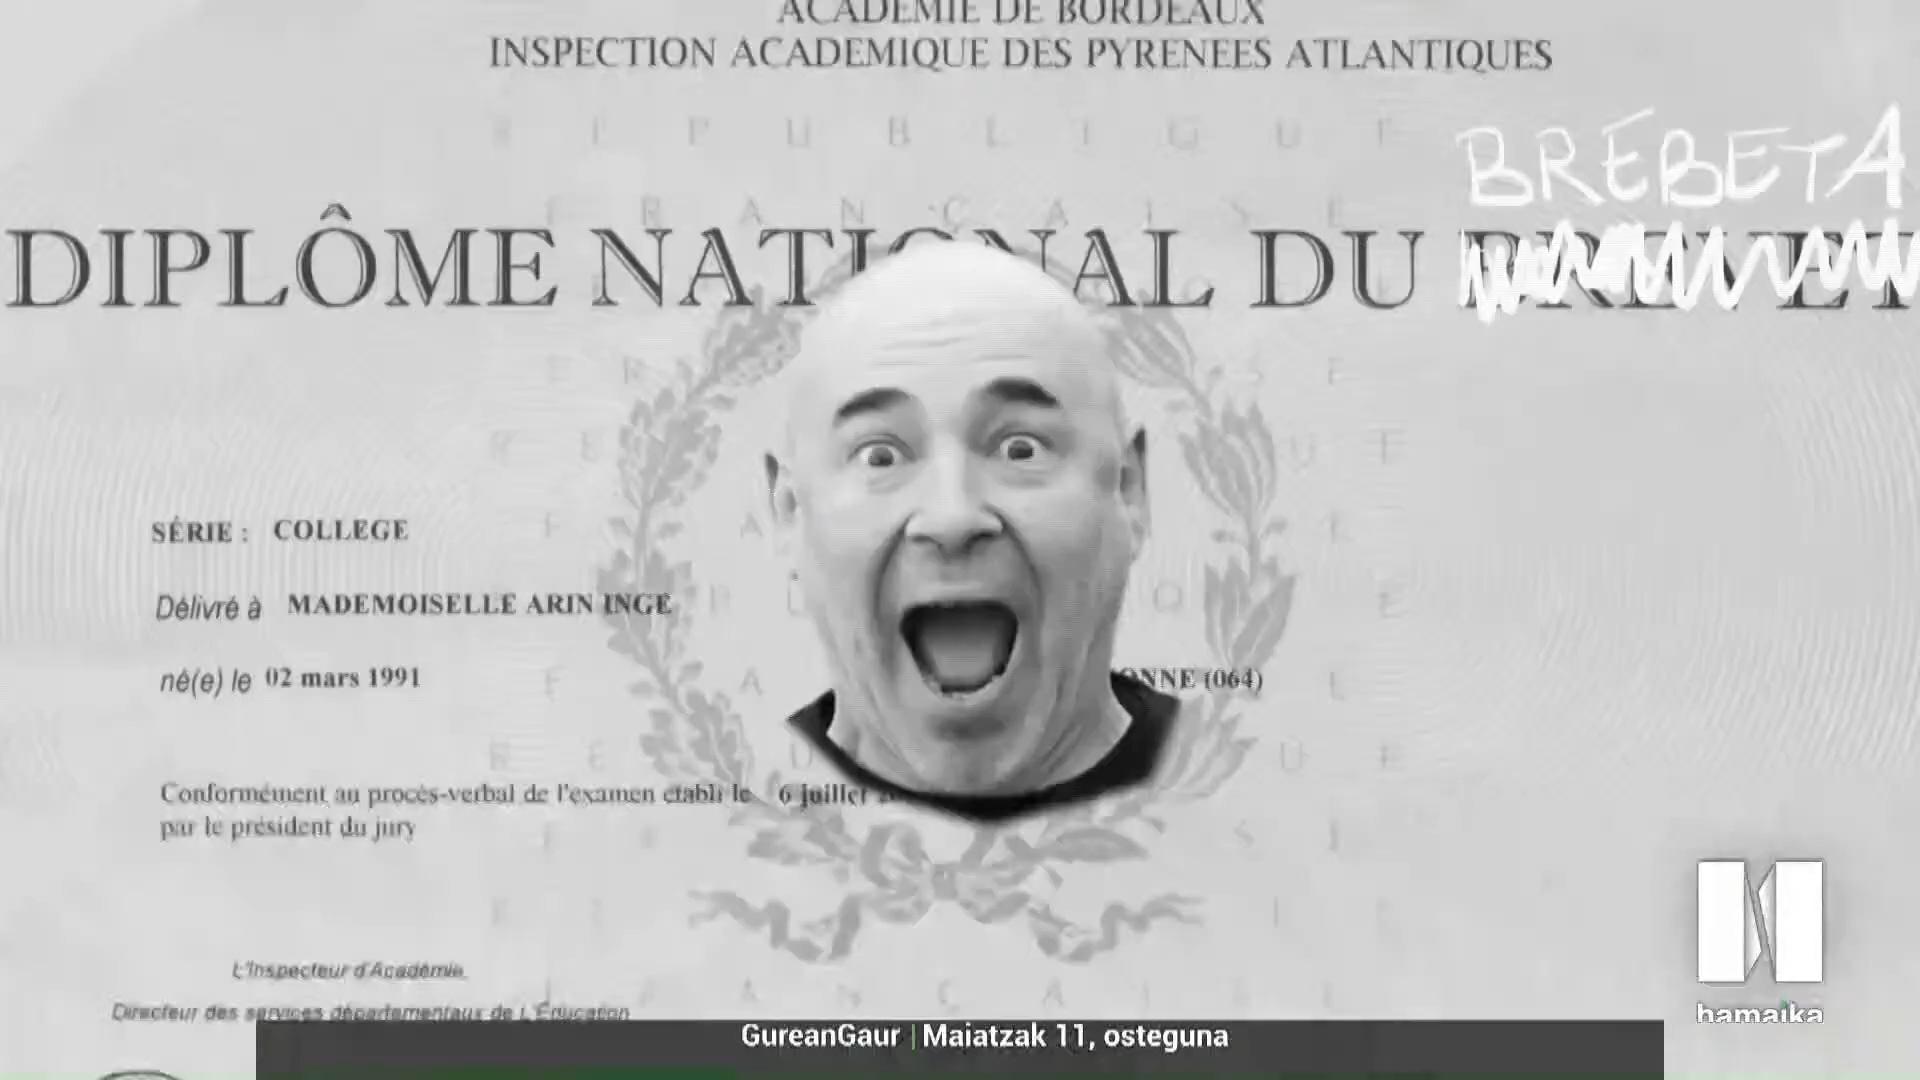 ACADEMIE DE BORDEAUX
INSPECTION ACADEMIQUE DES PYRENEES ATLANTIQUES
BREBETA
DIPLÔME NATIONAL DU BREVET
SÉRIE : COLLEGE
Délivré à MADEMOISELLE ARIN INGE
né(e) le 02 mars 1991 ONNE (064)
Conformément au procès-verbal de l'examen établi le 6 juillet
par le président du jury
L'Inspecteur d'Académie,
Directeur des services départementaux de L'Éducation
hamaika
GureanGaur | Maiatzak 11, osteguna